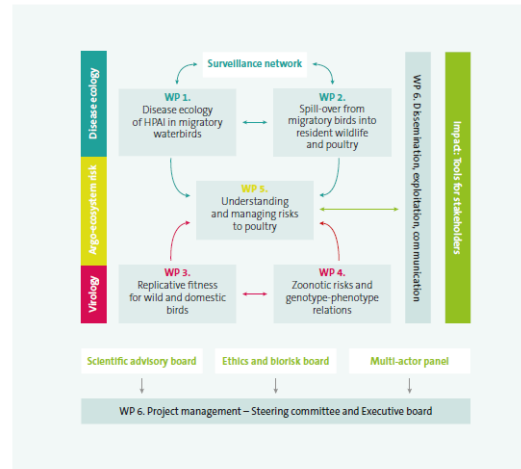 Surveillance network
Disease ecology
WP 1.
Disease ecology
of HPAI in migratory
waterbirds
WP 2.
Spill-over from
migratory birds into
resident wildlife
and poultry
Argo-ecosystem risk
WP 5.
Understanding
and managing risks
to poultry
Virology
WP 3.
Replicative fitness
for wild and domestic
birds
WP 4.
Zoonotic risks and
genotype-phenotype
relations
WP 6. Dissemination, exploitation, communication
Impact: Tools for stakeholders
Scientific advisory board
Ethics and biorisk board
Multi-actor panel
WP 6. Project management – Steering committee and Executive board